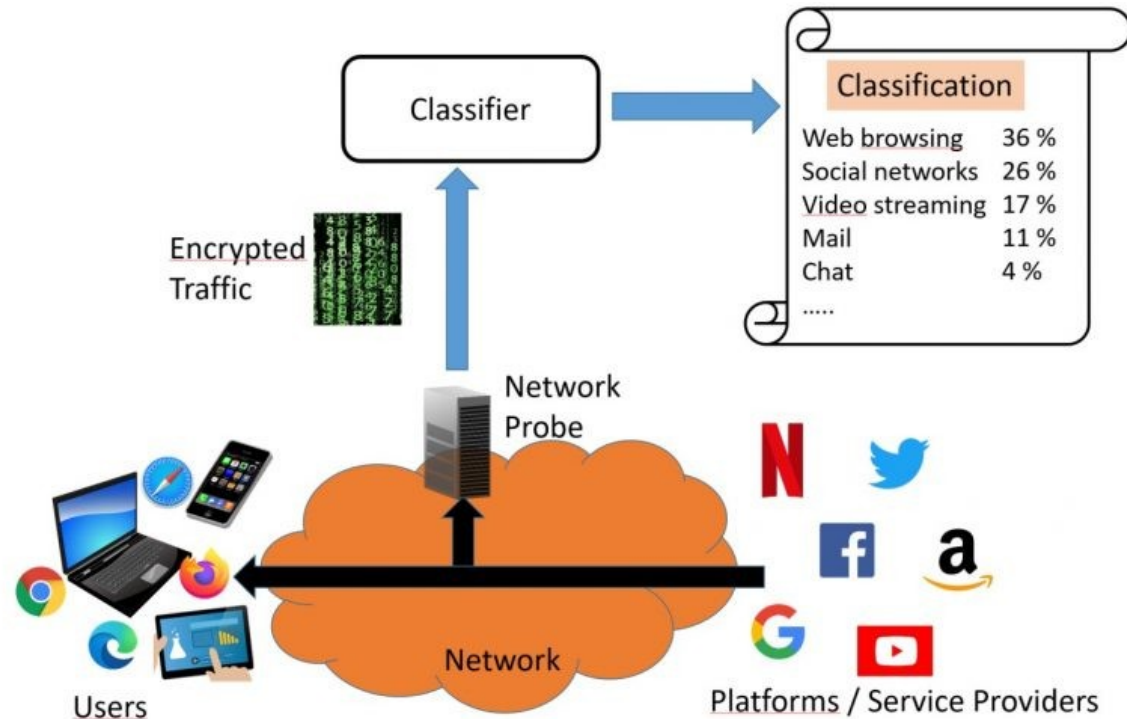 Classifier
Classification
Web browsing 36 %
Social networks 26 %
Video streaming 17 %
Mail 11 %
Chat 4 %
.....
Encrypted
Traffic
Network
Probe
Network
Users
Platforms / Service Providers